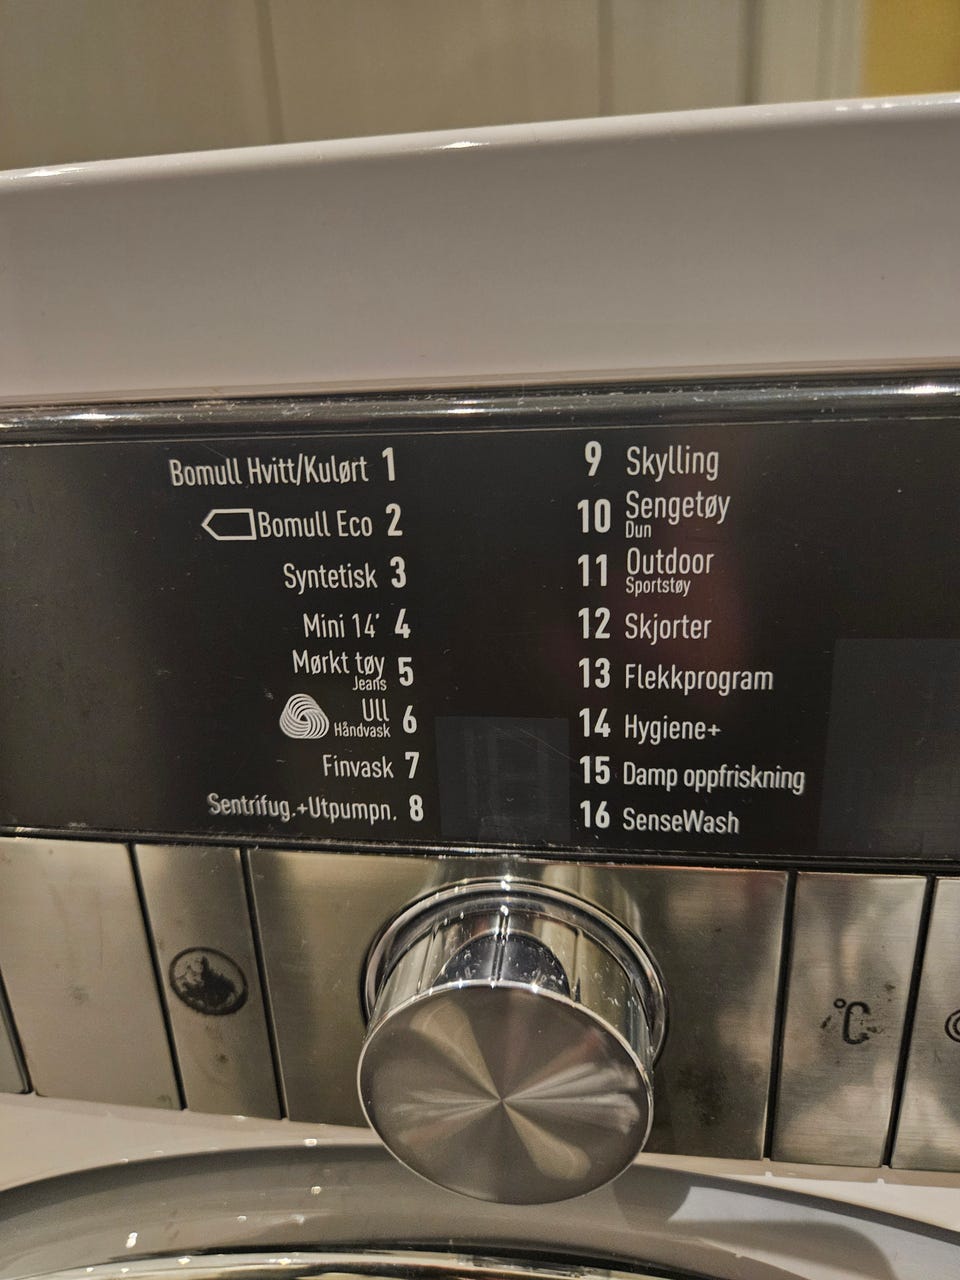 Bomull Hvitt/Kulørt 1
Bomull Eco 2
Syntetisk 3
Mini 14' 4
Mørkt tøy 5
Jeans
Ull 6
Håndvask
Finvask 7
Sentrifug.+Utpumpn. 8
9 Skylling
10 Sengetøy
Dun
11 Outdoor
Sportstøy
12 Skjorter
13 Flekkprogram
14 Hygiene+
15 Damp oppfriskning
16 SenseWash
°C